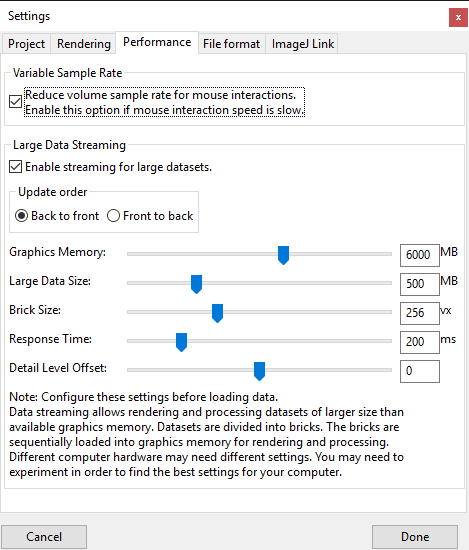 Settings
x
Project Rendering Performance File format ImageJ Link
Variable Sample Rate
Reduce volume sample rate for mouse interactions.
Enable this option if mouse interaction speed is slow.
Large Data Streaming
Enable streaming for large datasets.
Update order
Back to front Front to back
Graphics Memory: 6000 MB
Large Data Size: 500 MB
Brick Size: 256 vx
Response Time: 200 ms
Detail Level Offset: 0
Note: Configure these settings before loading data.
Data streaming allows rendering and processing datasets of larger size than
available graphics memory. Datasets are divided into bricks. The bricks are
sequentially loaded into graphics memory for rendering and processing.
Different computer hardware may need different settings. You may need to
experiment in order to find the best settings for your computer.
Cancel Done